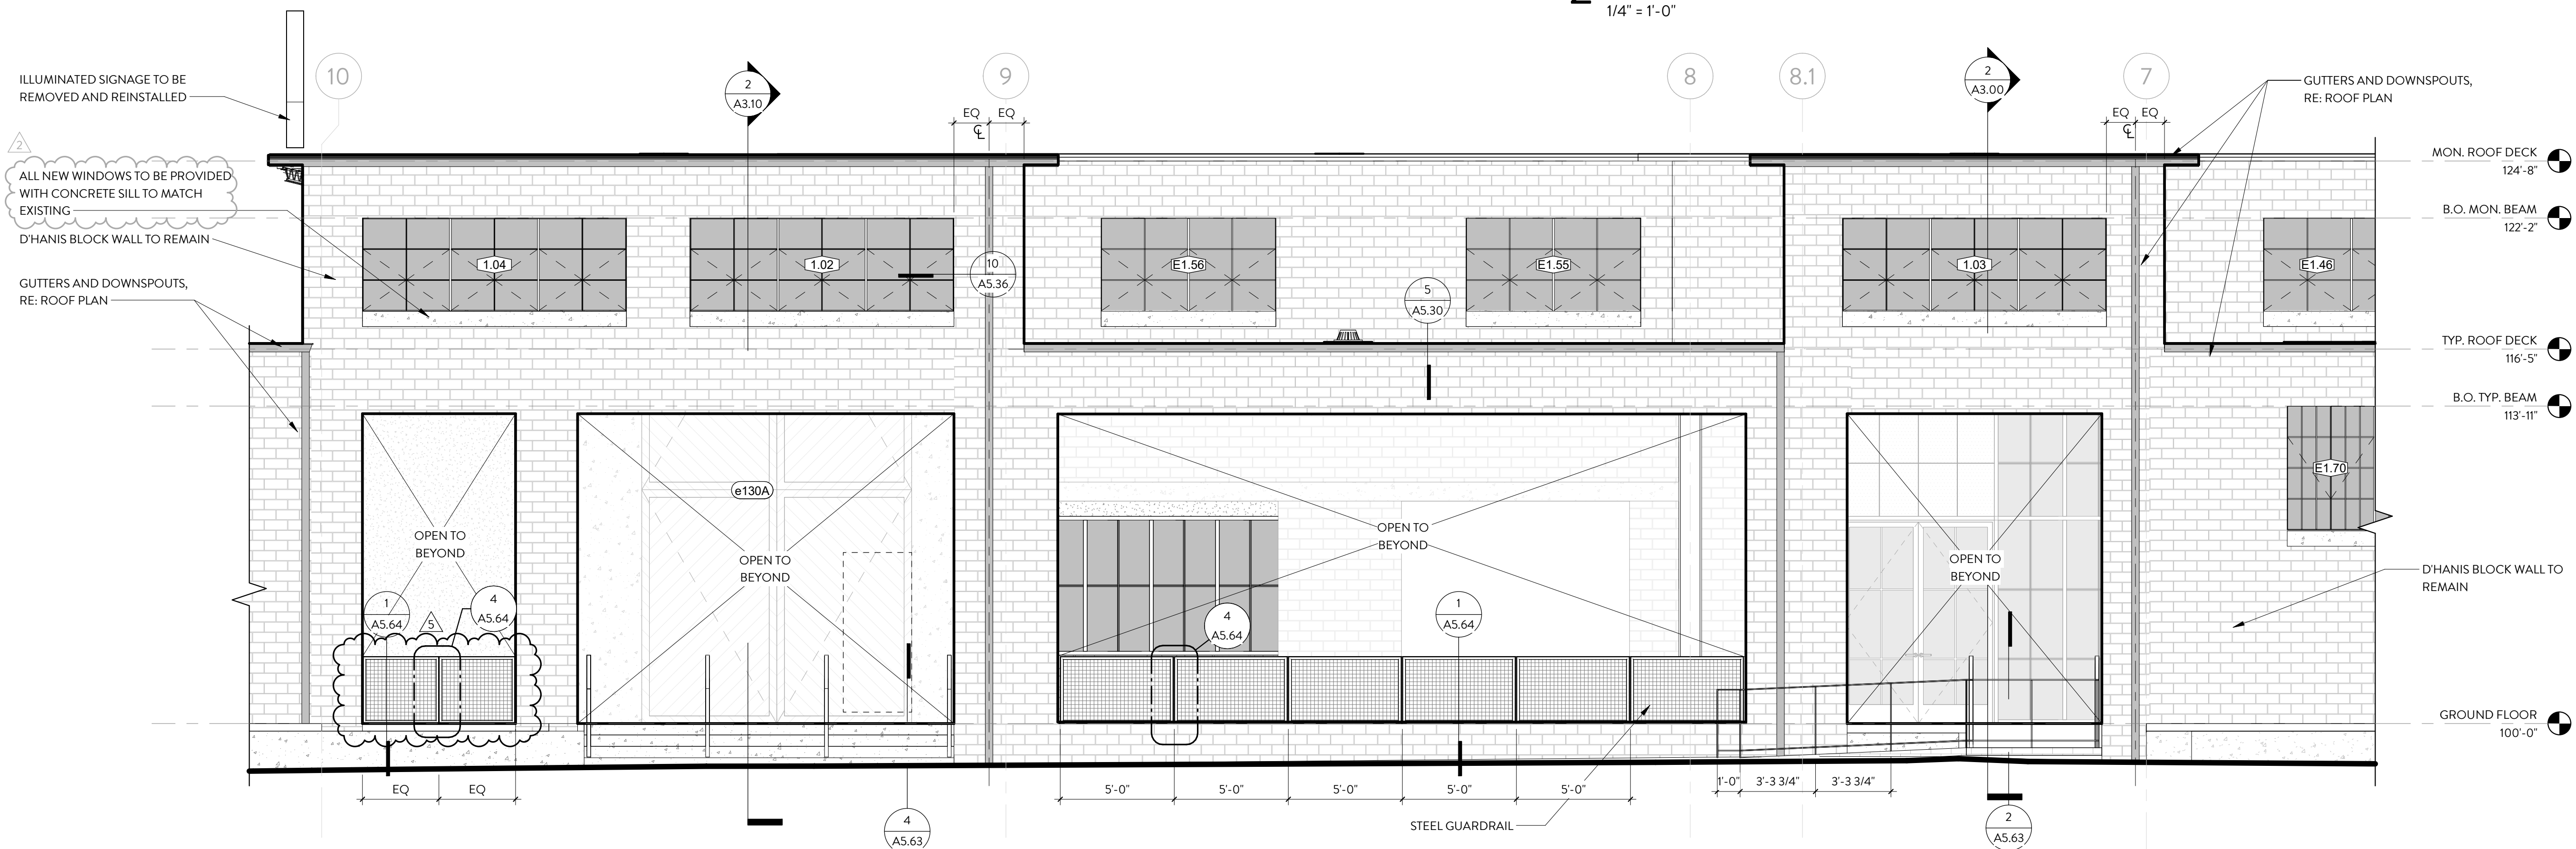 1/4" = 1'-0"
ILLUMINATED SIGNAGE TO BE
REMOVED AND REINSTALLED
10
2
A3.10
9
EQ
EQ
8
8.1
2
A3.00
7
EQ
EQ
GUTTERS AND DOWNSPOUTS,
RE: ROOF PLAN
2
ALL NEW WINDOWS TO BE PROVIDED
WITH CONCRETE SILL TO MATCH
EXISTING
D'HANIS BLOCK WALL TO REMAIN
GUTTERS AND DOWNSPOUTS,
RE: ROOF PLAN
1.04
1.02
10
A5.36
E1.56
5
A5.30
E1.55
1.03
E1.46
MON. ROOF DECK
124'-8"
B.O. MON. BEAM
122'-2"
TYP. ROOF DECK
116'-5"
B.O. TYP. BEAM
113'-11"
E1.70
e130A
OPEN TO
BEYOND
OPEN TO
BEYOND
OPEN TO
BEYOND
OPEN TO
BEYOND
1
A5.64
5
4
A5.64
4
A5.64
1
A5.64
D'HANIS BLOCK WALL TO
REMAIN
GROUND FLOOR
100'-0"
EQ
EQ
5'-0"
5'-0"
5'-0"
5'-0"
5'-0"
1'-0"
3'-3 3/4"
3'-3 3/4"
4
A5.63
STEEL GUARDRAIL
2
A5.63